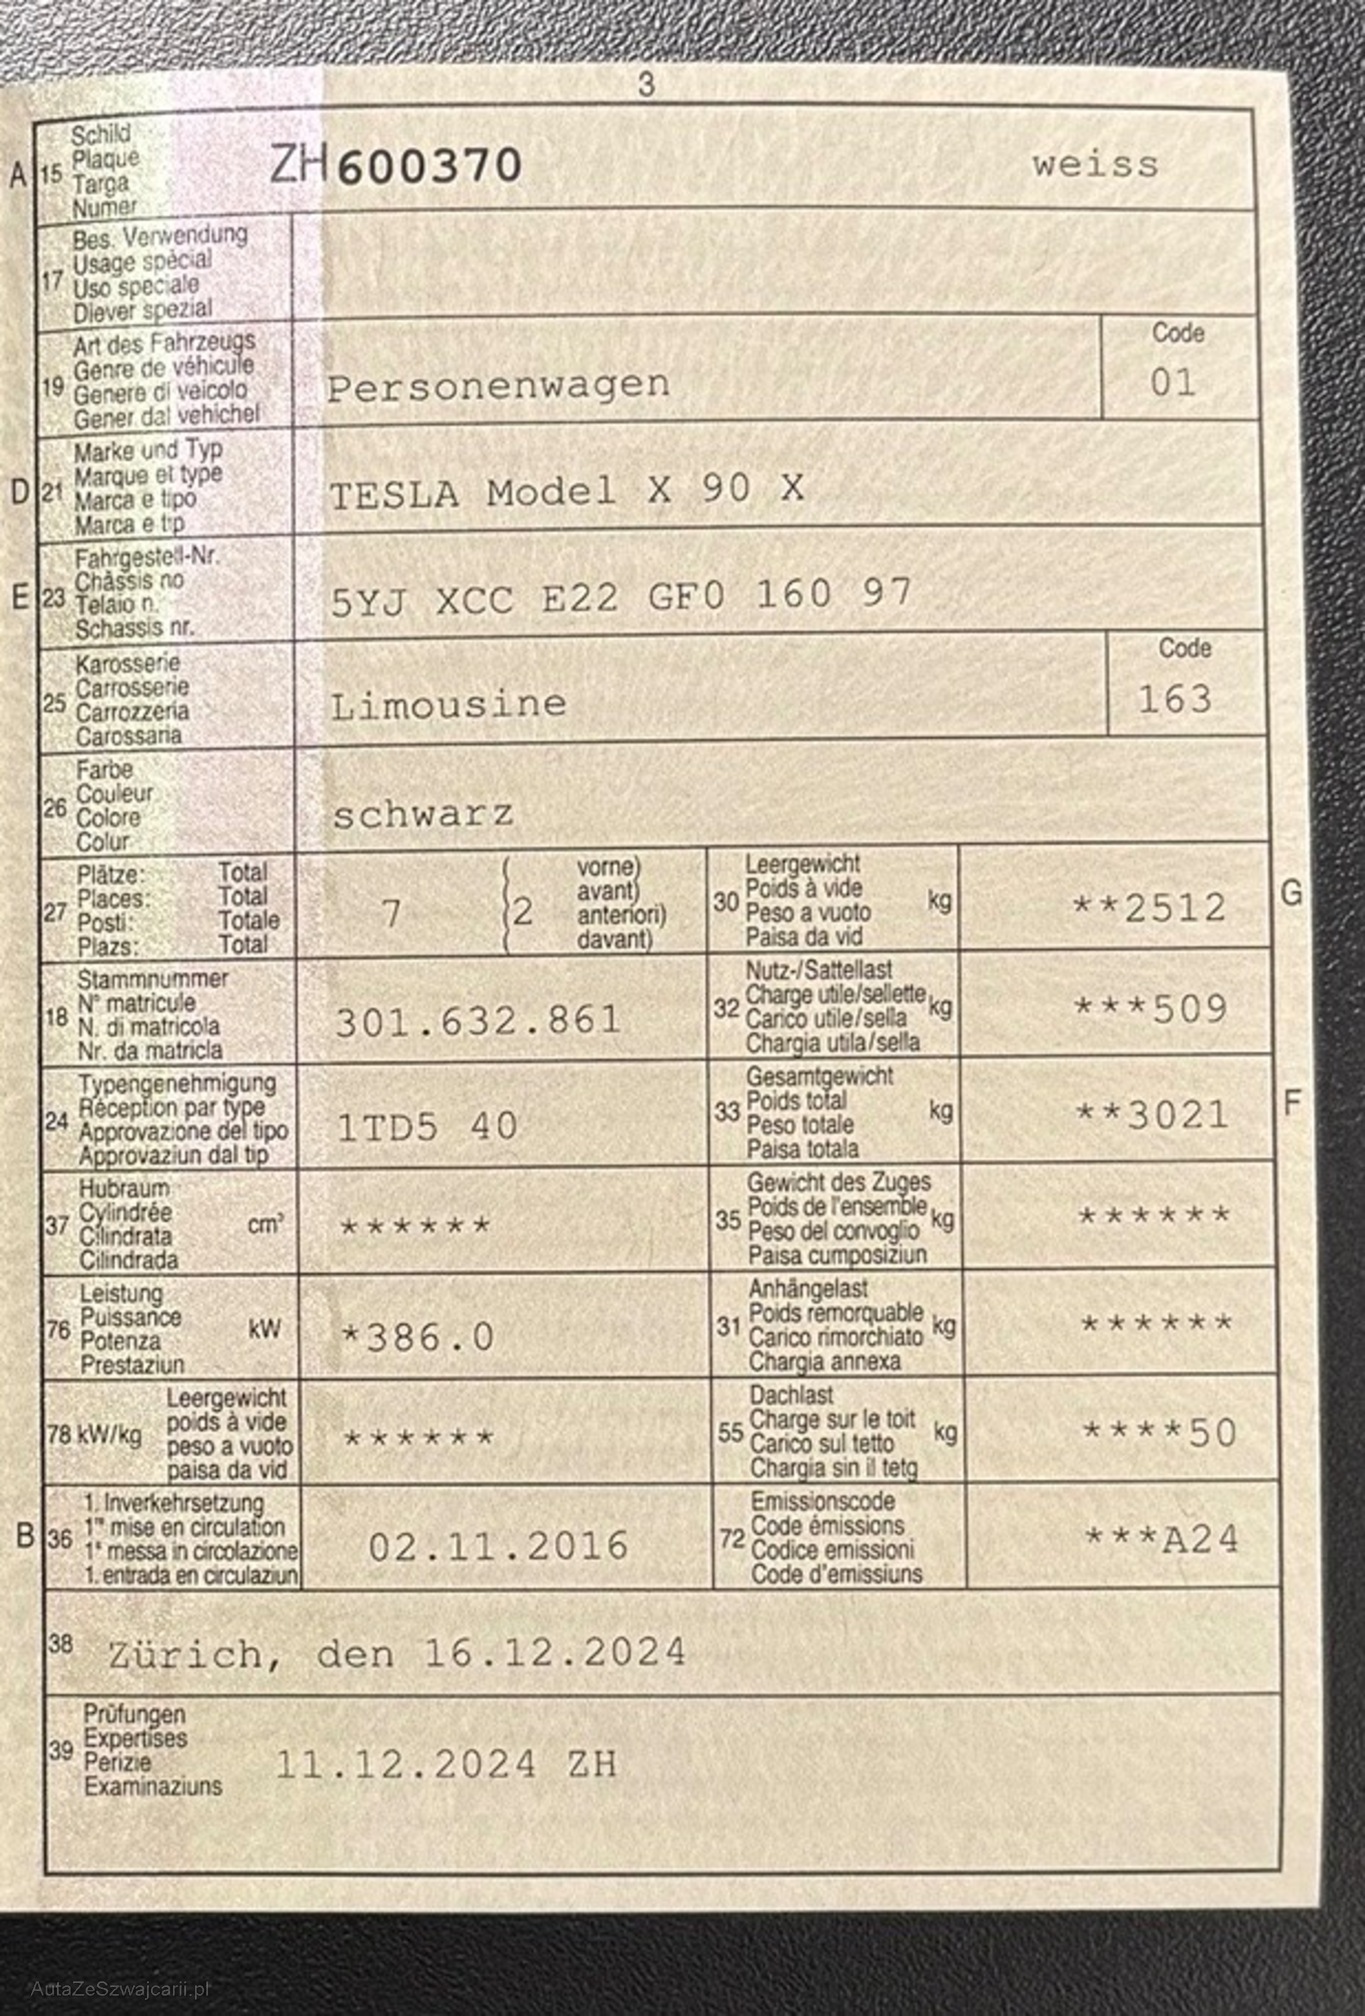 3
A 15 Schild
Plaque
Targa
Numer
ZH600370 weiss
17 Bes. Verwendung
Usage spécial
Uso speciale
Diever spezial
19 Art des Fahrzeugs
Genre de véhicule
Genere di veicolo
Gener dal vehichel
Personenwagen
Code
01
D 21 Marke und Typ
Marque et type
Marca e tipo
Marca e tip
TESLA Model X 90 X
E 23 Fahrgestell-Nr.
Châssis no
Telaio n.
Schassis nr.
5YJ XCC E22 GF0 160 97
25 Karosserie
Carrosserie
Carrozzeria
Carossaria
Limousine
Code
163
26 Farbe
Couleur
Colore
Colur
schwarz
27 Plätze: Total
Places: Total
Posti: Totale
Plazs: Total
7 2
vorne)
avant)
anteriori)
davant)
30 Leergewicht
Poids à vide
Peso a vuoto
Paisa da vid
kg
**2512
G
18 Stammnummer
N° matricule
N. di matricola
Nr. da matricla
301.632.861
32 Nutz-/Sattellast
Charge utile/sellette
Carico utile/sella
Chargia utila/sella
kg
***509
24 Typengenehmigung
Réception par type
Approvazione del tipo
Approvaziun dal tip
1TD5 40
33 Gesamtgewicht
Poids total
Peso totale
Paisa totala
kg
**3021
F
37 Hubraum
Cylindrée
Cilindrata
Cilindrada
cm³
******
35 Gewicht des Zuges
Poids de l'ensemble
Peso del convoglio
Paisa cumposiziun
kg
******
76 Leistung
Puissance
Potenza
Prestaziun
kW
*386.0
31 Anhängelast
Poids remorquable
Carico rimorchiato
Chargia annexa
kg
******
78 kW/kg
Leergewicht
poids à vide
peso a vuoto
paisa da vid
******
55 Dachlast
Charge sur le toit
Carico sul tetto
Chargia sin il tetg
kg
****50
B 36 1. Inverkehrsetzung
1re mise en circulation
1a messa in circolazione
1. entrada en circulaziun
02.11.2016
72 Emissionscode
Code émissions
Codice emissioni
Code d'emissiuns
***A24
38 Zürich, den 16.12.2024
39 Prüfungen
Expertises
Perizie
Examinaziuns
11.12.2024 ZH
AutaZeSzwajcarii.pl